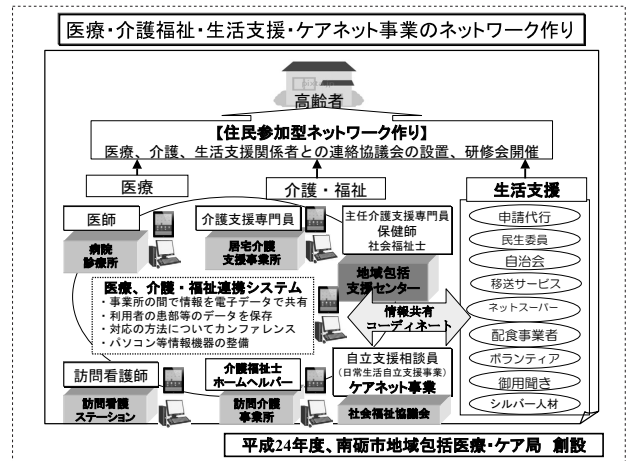 医療・介護福祉・生活支援・ケアネット事業のネットワーク作り
高齢者
【住民参加型ネットワーク作り】
医療、介護、生活支援関係者との連絡協議会の設置、研修会開催
医療
介護・福祉
生活支援
医師
病院
診療所
介護支援専門員
居宅介護
支援事業所
主任介護支援専門員
保健師
社会福祉士
地域包括
支援センター
医療、介護・福祉連携システム
・事業所の間で情報を電子データで共有
・利用者の患部等のデータを保存
・対応の方法についてカンファレンス
・パソコン等情報機器の整備
情報共有
コーディネート
訪問看護師
訪問看護
ステーション
介護福祉士
ホームヘルパー
訪問介護
事業所
自立支援相談員
（日常生活自立支援事業）
ケアネット事業
社会福祉協議会
申請代行
民生委員
自治会
移送サービス
ネットスーパー
配食事業者
ボランティア
御用聞き
シルバー人材
平成24年度、南砺市地域包括医療・ケア局 創設